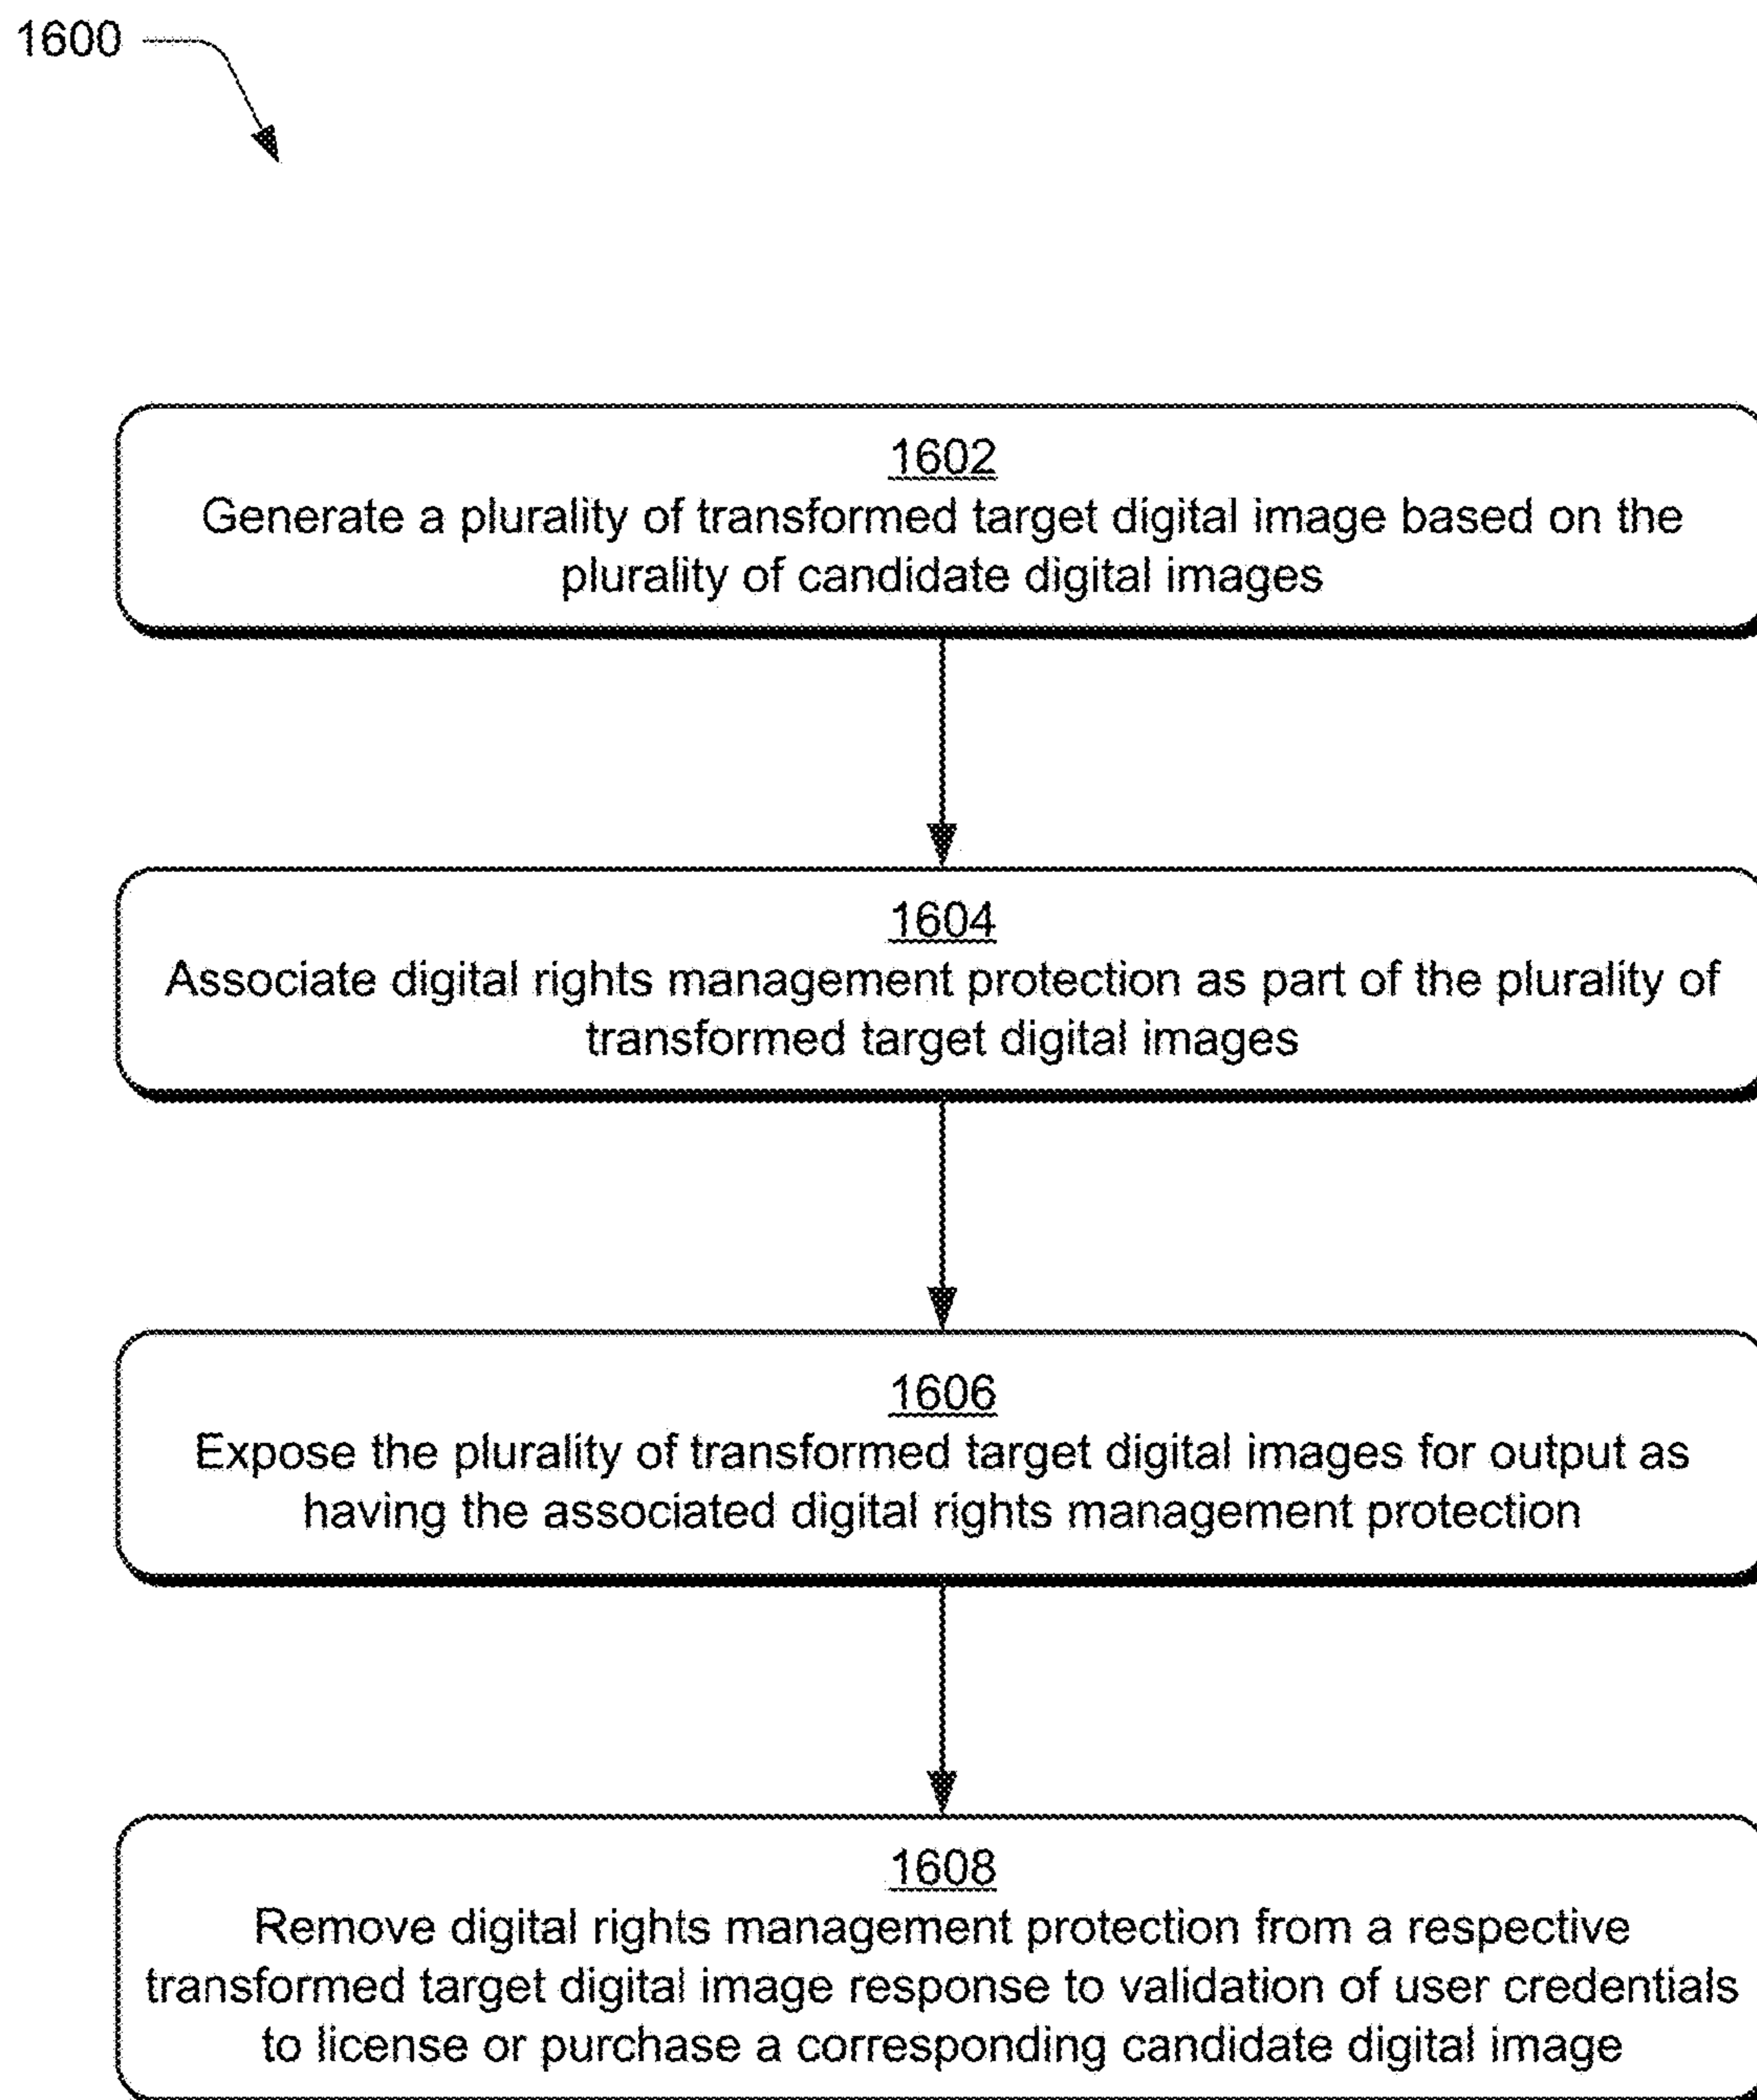 1600
1602
Generate a plurality of transformed target digital image based on the
plurality of candidate digital images
1604
Associate digital rights management protection as part of the plurality of
transformed target digital images
1606
Expose the plurality of transformed target digital images for output as
having the associated digital rights management protection
1608
Remove digital rights management protection from a respective
transformed target digital image response to validation of user credentials
to license or purchase a corresponding candidate digital image